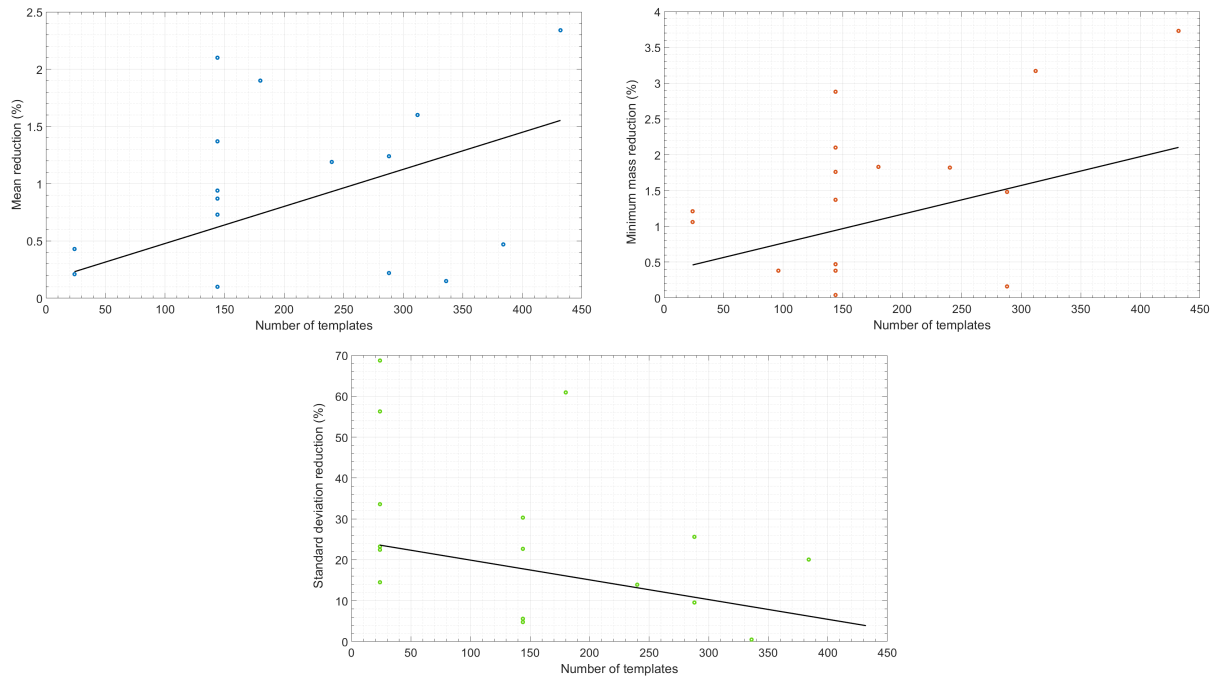 2.5
2
1.5
1
0.5
0
Mean reduction (%)
0 50 100 150 200 250 300 350 400 450
Number of templates
4
3.5
3
2.5
2
1.5
1
0.5
0
Minimum mass reduction (%)
0 50 100 150 200 250 300 350 400 450
Number of templates
70
60
50
40
30
20
10
0
Standard deviation reduction (%)
0 50 100 150 200 250 300 350 400 450
Number of templates